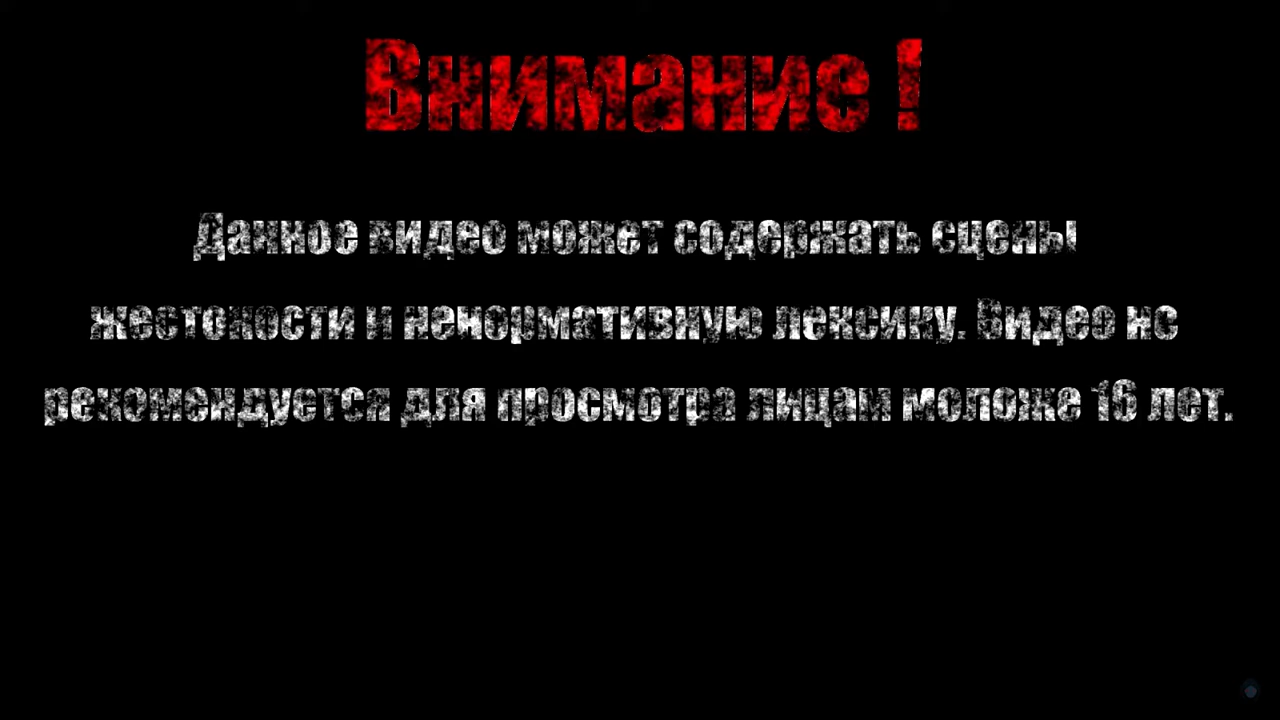 Внимание !
Данное видео может содержать сцены
жестокости и ненормативную лексику. Видео не
рекомендуется для просмотра лицам моложе 16 лет.